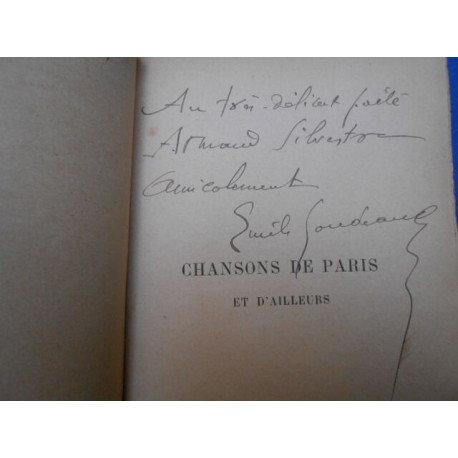 Au très délicat poète
Armand Silvestre
Amicalement
Emile Goudeau
CHANSONS DE PARIS
ET D'AILLEURS